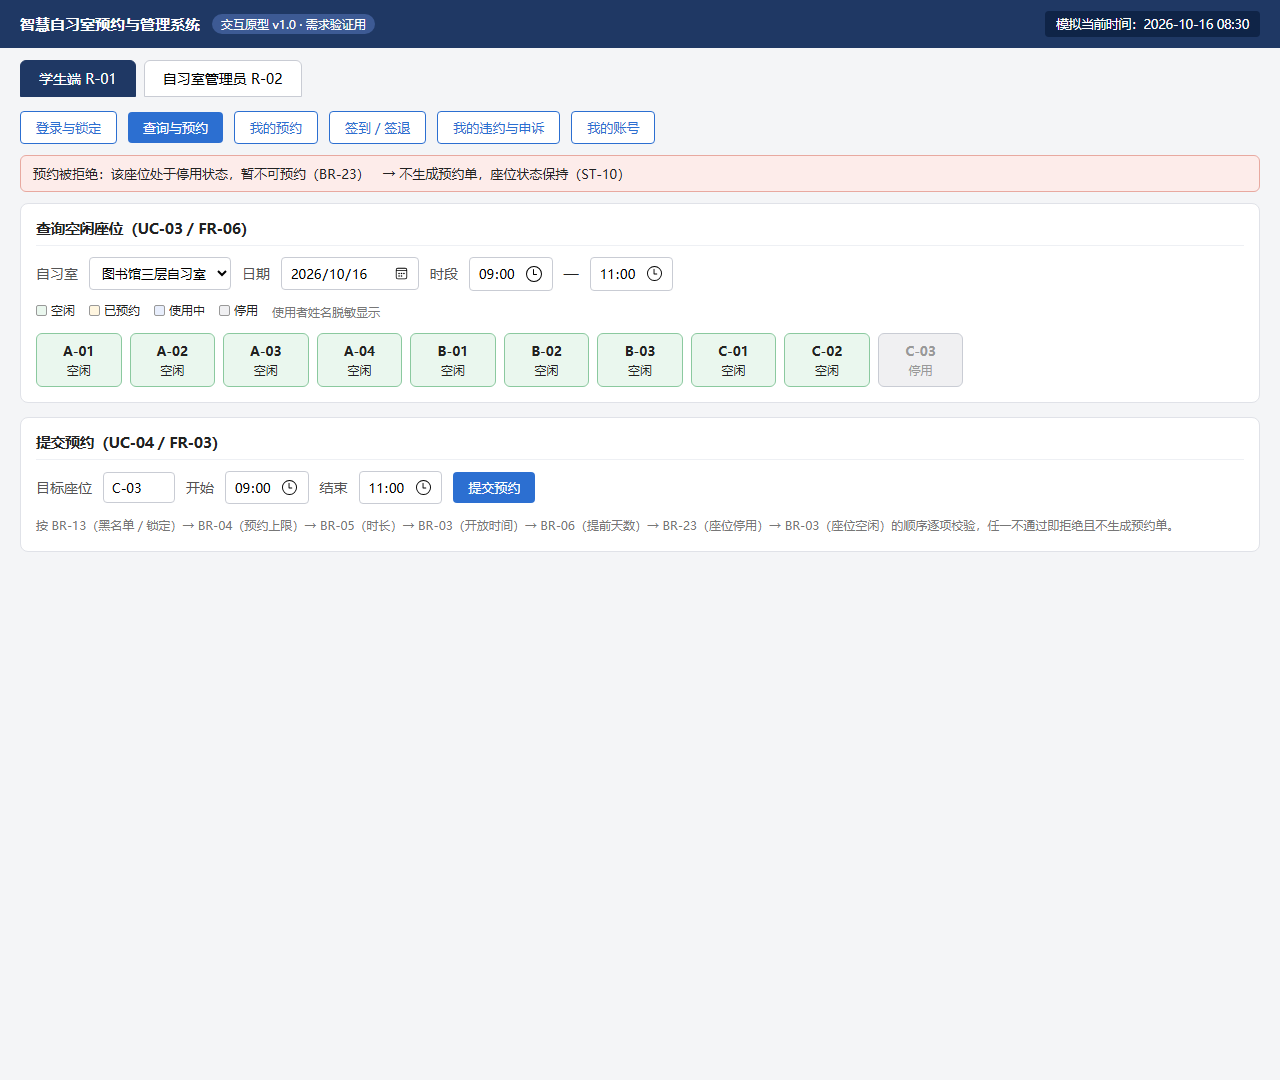 智慧自习室预约与管理系统 交互原型 v1.0 · 需求验证用 模拟当前时间：2026-10-16 08:30
学生端 R-01 自习室管理员 R-02
登录与锁定 查询与预约 我的预约 签到 / 签退 我的违约与申诉 我的账号
预约被拒绝：该座位处于停用状态，暂不可预约（BR-23） → 不生成预约单，座位状态保持（ST-10）
查询空闲座位（UC-03 / FR-06）
自习室 图书馆三层自习室 日期 2026/10/16 时段 09:00 — 11:00
空闲 已预约 使用中 停用 使用者姓名脱敏显示
A-01 A-02 A-03 A-04 B-01 B-02 B-03 C-01 C-02 C-03
空闲 空闲 空闲 空闲 空闲 空闲 空闲 空闲 空闲 停用
提交预约（UC-04 / FR-03）
目标座位 C-03 开始 09:00 结束 11:00 提交预约
按 BR-13（黑名单 / 锁定）→ BR-04（预约上限）→ BR-05（时长）→ BR-03（开放时间）→ BR-06（提前天数）→ BR-23（座位停用）→ BR-03（座位空闲）的顺序逐项校验，任一不通过即拒绝且不生成预约单。